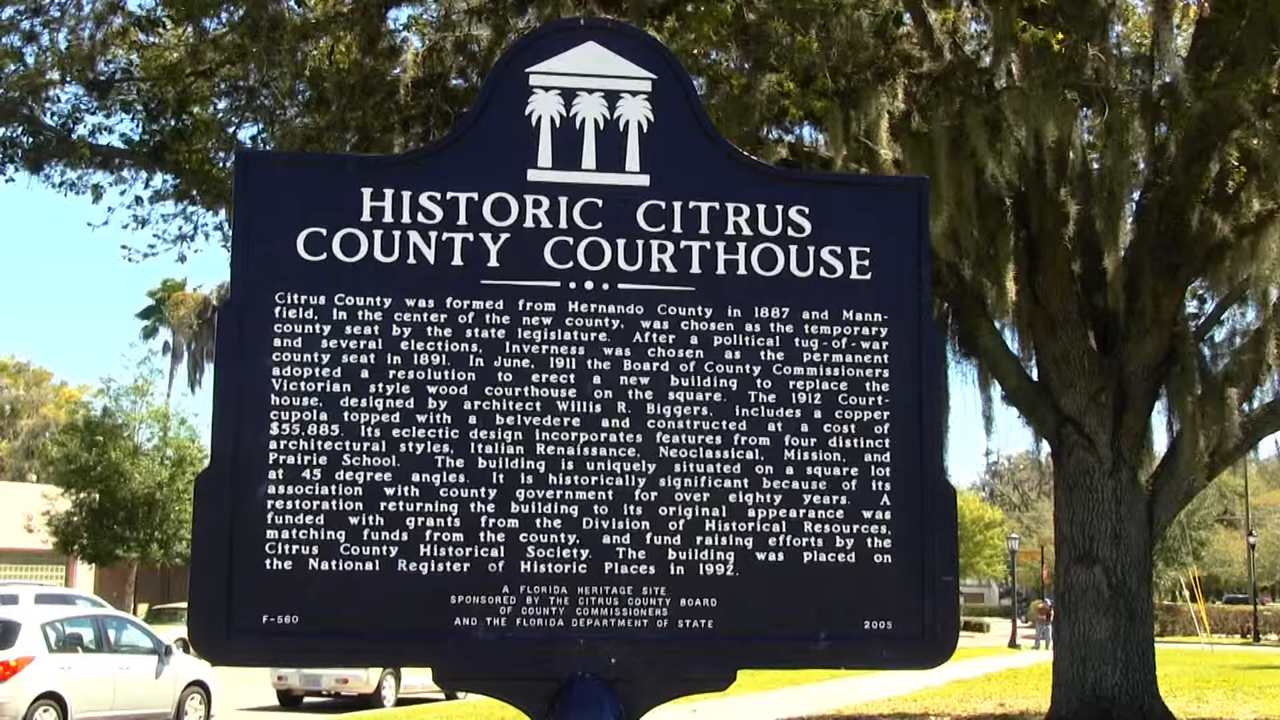 HISTORIC CITRUS
COUNTY COURTHOUSE
Citrus County was formed from Hernando County in 1887 and Mann-
field, in the center of the new county, was chosen as the temporary
county seat by the state legislature. After a political tug-of-war
and several elections, Inverness was chosen as the permanent
county seat in 1891. In June, 1911 the Board of County Commissioners
adopted a resolution to erect a new building to replace the
Victorian style wood courthouse on the square. The 1912 Court-
house, designed by architect Willis R. Biggers, includes a copper
cupola topped with a belvedere and constructed at a cost of
$55,885. Its eclectic design incorporates features from four distinct
architectural styles, Italian Renaissance, Neoclassical, Mission, and
Prairie School. The building is uniquely situated on a square lot
at 45 degree angles. It is historically significant because of its
association with county government for over eighty years. A
restoration returning the building to its original appearance was
funded with grants from the Division of Historical Resources,
matching funds from the county, and fund raising efforts by the
Citrus County Historical Society. The building was placed on
the National Register of Historic Places in 1992.
A FLORIDA HERITAGE SITE
SPONSORED BY THE CITRUS COUNTY BOARD
OF COUNTY COMMISSIONERS
AND THE FLORIDA DEPARTMENT OF STATE
F-560
2005